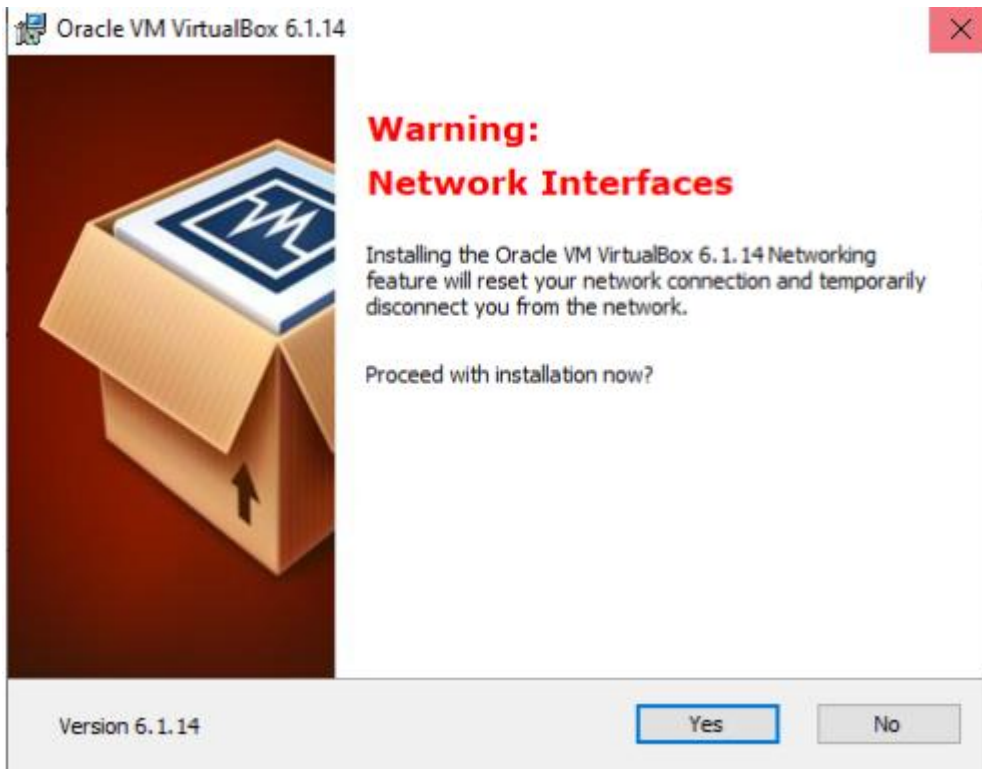 Oracle VM VirtualBox 6.1.14
Warning:
Network Interfaces
Installing the Oracle VM VirtualBox 6.1.14 Networking
feature will reset your network connection and temporarily
disconnect you from the network.
Proceed with installation now?
Version 6.1.14
Yes
No